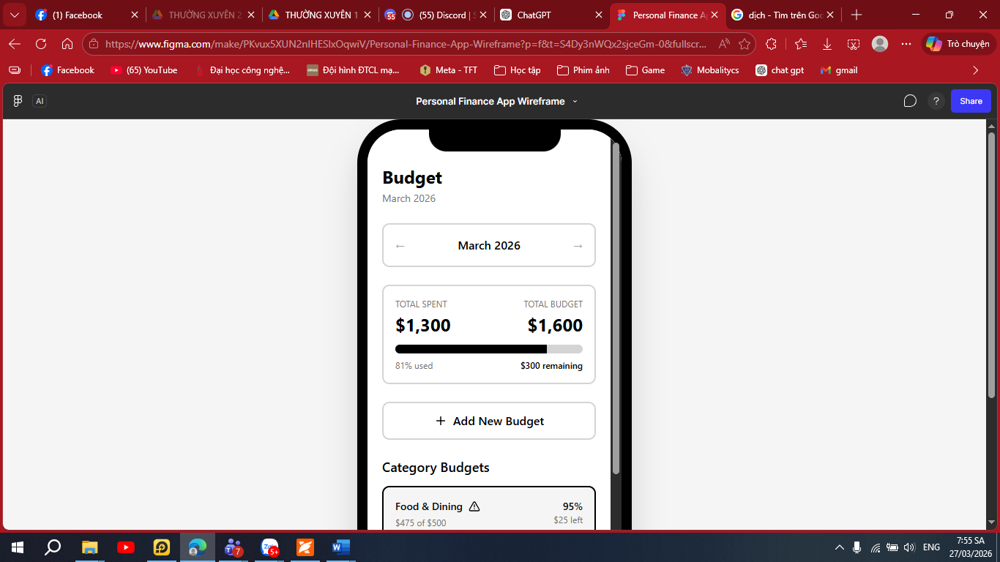 (1) Facebook
THƯỜNG XUYÊN 2
THƯỜNG XUYÊN 1
55
(55) Discord | S
ChatGPT
Personal Finance Ap
dịch - Tìm trên Goo
https://www.figma.com/make/PKvux5XUN2nIHESlxOqwiV/Personal-Finance-App-Wireframe?p=f&t=S4Dy3nWQx2sjceGm-0&fullscr...
Trò chuyện
Facebook
(65) YouTube
Đại học công nghệ...
Đội hình ĐTCL mạ...
Meta - TFT
Học tập
Phim ảnh
Game
Mobalitycs
chat gpt
gmail
AI
Personal Finance App Wireframe
?
Share
Budget
March 2026
← March 2026 →
TOTAL SPENT TOTAL BUDGET
$1,300 $1,600
81% used $300 remaining
+ Add New Budget
Category Budgets
Food & Dining 95%
$475 of $500 $25 left
7
5+
ENG
7:55 SA
27/03/2026